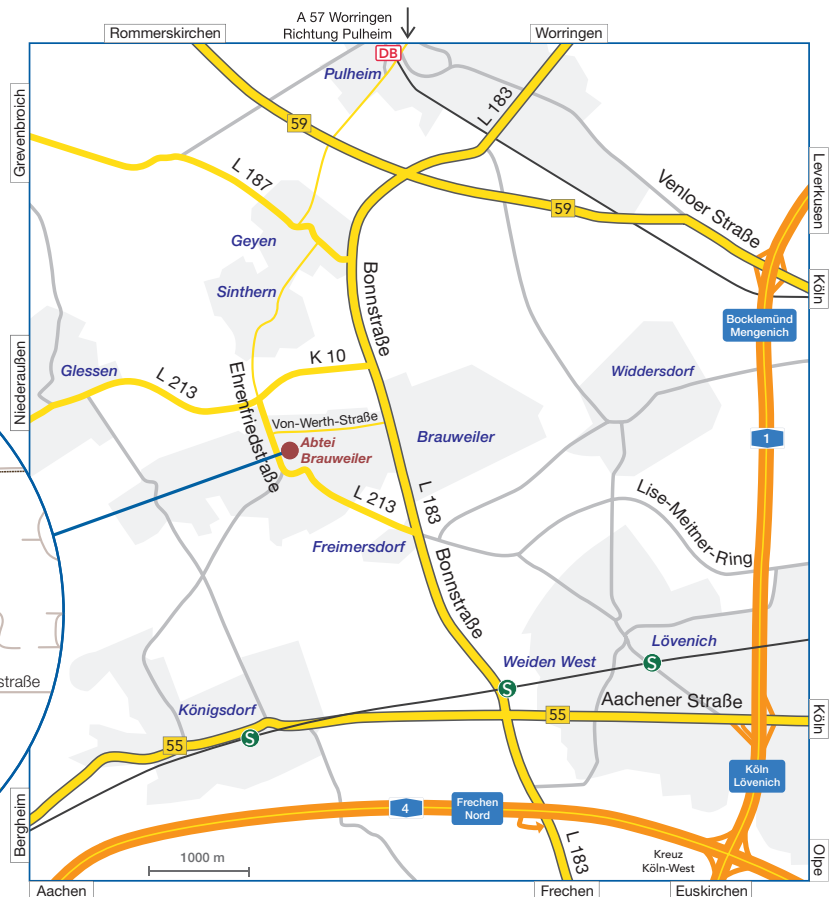 A 57 Worringen
Richtung Pulheim
Rommerskirchen
Worringen
DB
Pulheim
Grevenbroich
59
L 183
L 187
Venloer Straße
Leverkusen
59
Geyen
Sinthern
Bonnstraße
Köln
Bocklemünd
Mengenich
Niederaußen
Glessen
L 213
K 10
Widdersdorf
Ehrenfriedstraße
Von-Werth-Straße
Abtei
Brauweiler
Brauweiler
1
L 213
L 183
Lise-Meitner-Ring
Freimersdorf
Bonnstraße
straße
Lövenich
S
Weiden West
S
Königsdorf
Aachener Straße
55
Köln
55
S
Köln
Lövenich
Bergheim
4
Frechen
Nord
L 183
Kreuz
Köln-West
Olpe
1000 m
Aachen
Frechen
Euskirchen